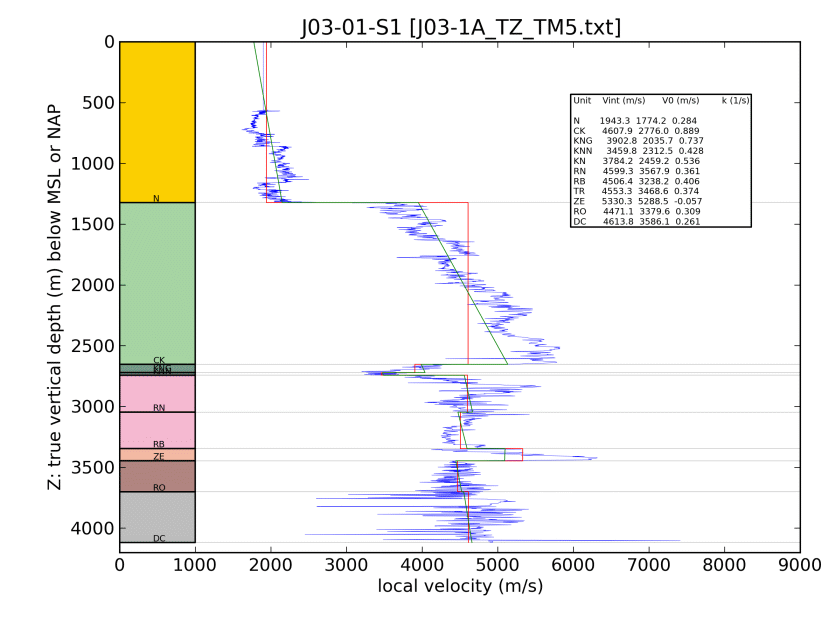 J03-01-S1 [J03-1A_TZ_TM5.txt]
Z: true vertical depth (m) below MSL or NAP
0
500
1000
1500
2000
2500
3000
3500
4000
N
CK
KNG
RN
RB
ZE
RO
DC
Unit Vint (m/s) V0 (m/s) k (1/s)
N 1943.3 1774.2 0.284
CK 4607.9 2776.0 0.889
KNG 3902.8 2035.7 0.737
KNN 3459.8 2312.5 0.428
KN 3784.2 2459.2 0.536
RN 4599.3 3567.9 0.361
RB 4506.4 3238.2 0.406
TR 4553.3 3468.6 0.374
ZE 5330.3 5288.5 -0.057
RO 4471.1 3379.6 0.309
DC 4613.8 3586.1 0.261
0 1000 2000 3000 4000 5000 6000 7000 8000 9000
local velocity (m/s)